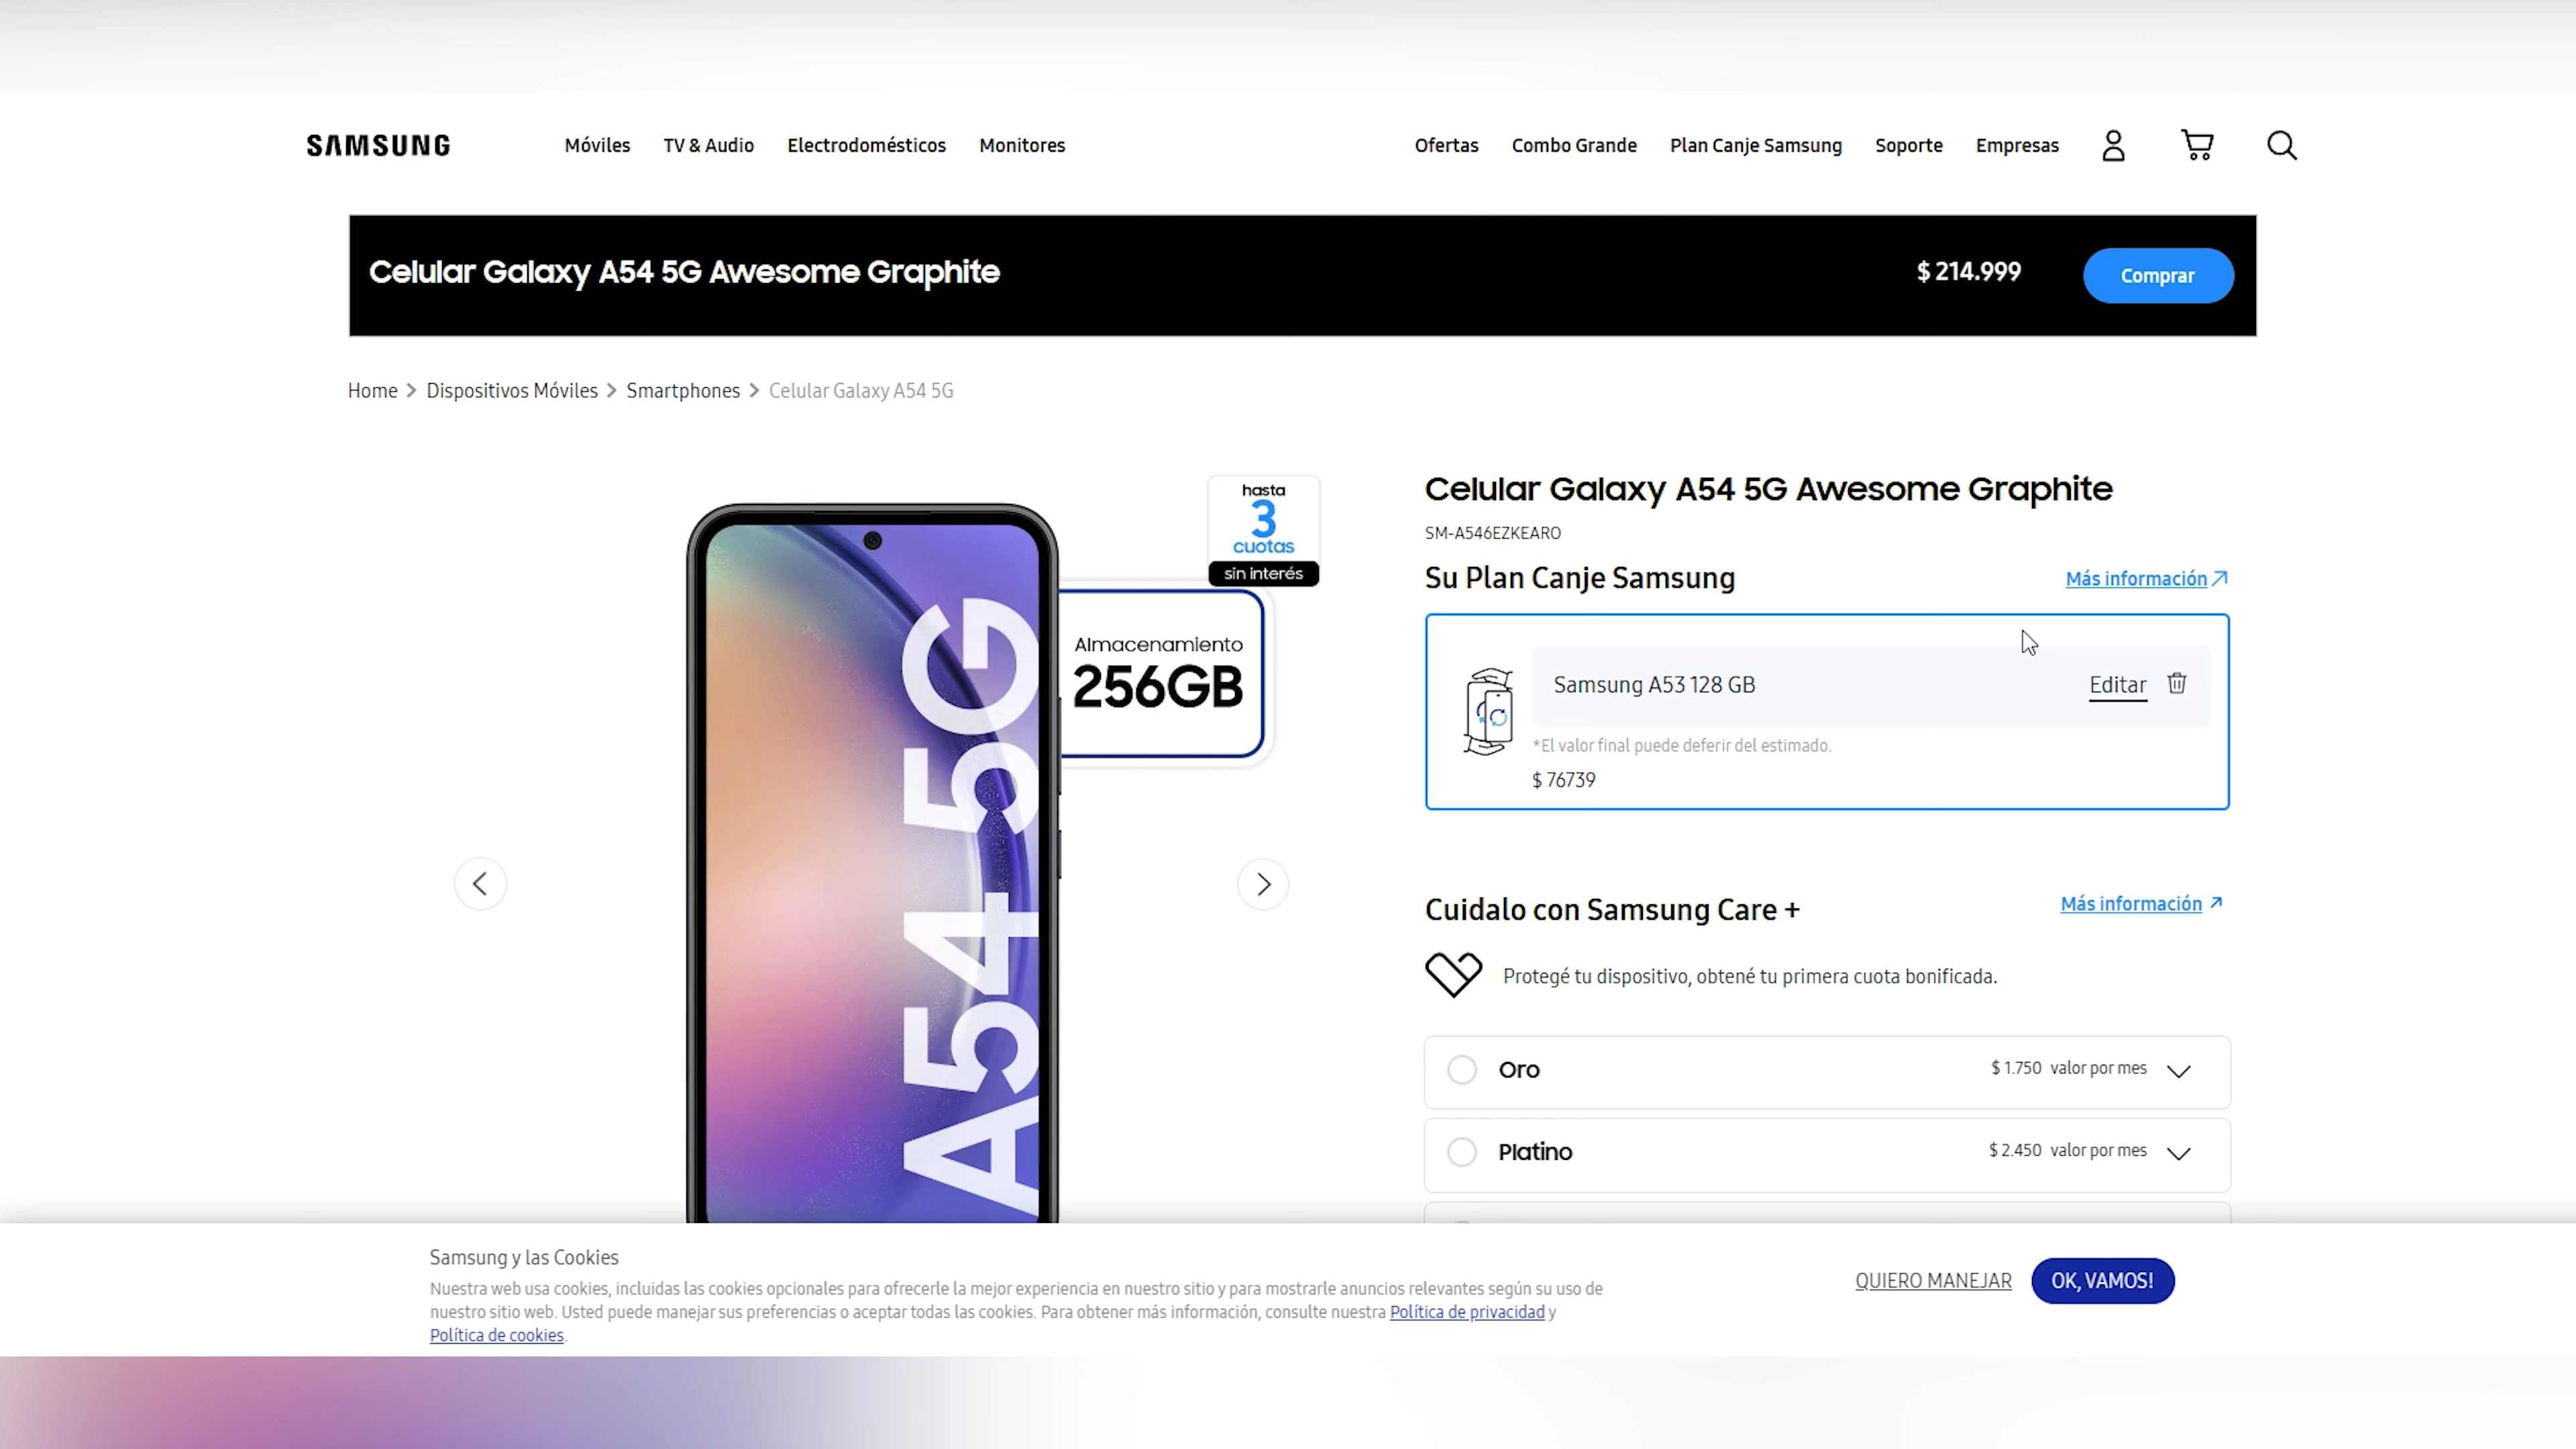 SAMSUNG
Móviles
TV & Audio
Electrodomésticos
Monitores
Ofertas
Combo Grande
Plan Canje Samsung
Soporte
Empresas
Celular Galaxy A54 5G Awesome Graphite
$ 214.999
Comprar
Home > Dispositivos Móviles > Smartphones > Celular Galaxy A54 5G
hasta
3
cuotas
sin interés
Almacenamiento
256GB
A54 5G
Celular Galaxy A54 5G Awesome Graphite
SM-A546EZKEARO
Su Plan Canje Samsung
Más información
Samsung A53 128 GB
Editar
*El valor final puede deferir del estimado.
$ 76739
Cuidalo con Samsung Care +
Más información
Protegé tu dispositivo, obtené tu primera cuota bonificada.
Oro
$ 1.750 valor por mes
Platino
$ 2.450 valor por mes
Samsung y las Cookies
Nuestra web usa cookies, incluidas las cookies opcionales para ofrecerle la mejor experiencia en nuestro sitio y para mostrarle anuncios relevantes según su uso de
nuestro sitio web. Usted puede manejar sus preferencias o aceptar todas las cookies. Para obtener más información, consulte nuestra Política de privacidad y
Política de cookies.
QUIERO MANEJAR
OK, VAMOS!